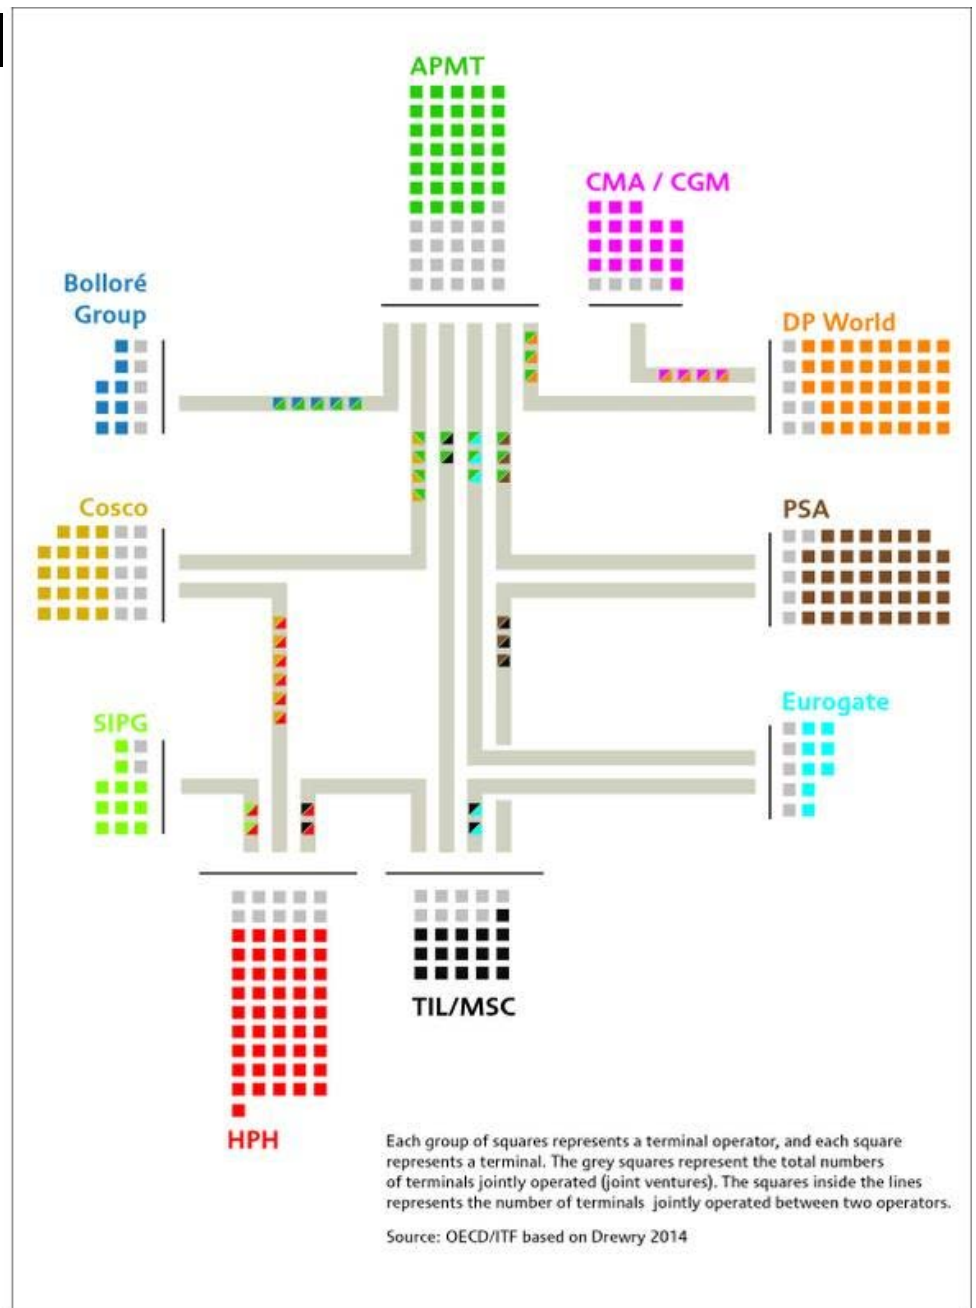 APMT
CMA / CGM
Bolloré
Group
DP World
Cosco
PSA
SIPG
Eurogate
TIL/MSC
HPH
Each group of squares represents a terminal operator, and each square
represents a terminal. The grey squares represent the total numbers
of terminals jointly operated (joint ventures). The squares inside the lines
represents the number of terminals jointly operated between two operators.
Source: OECD/ITF based on Drewry 2014